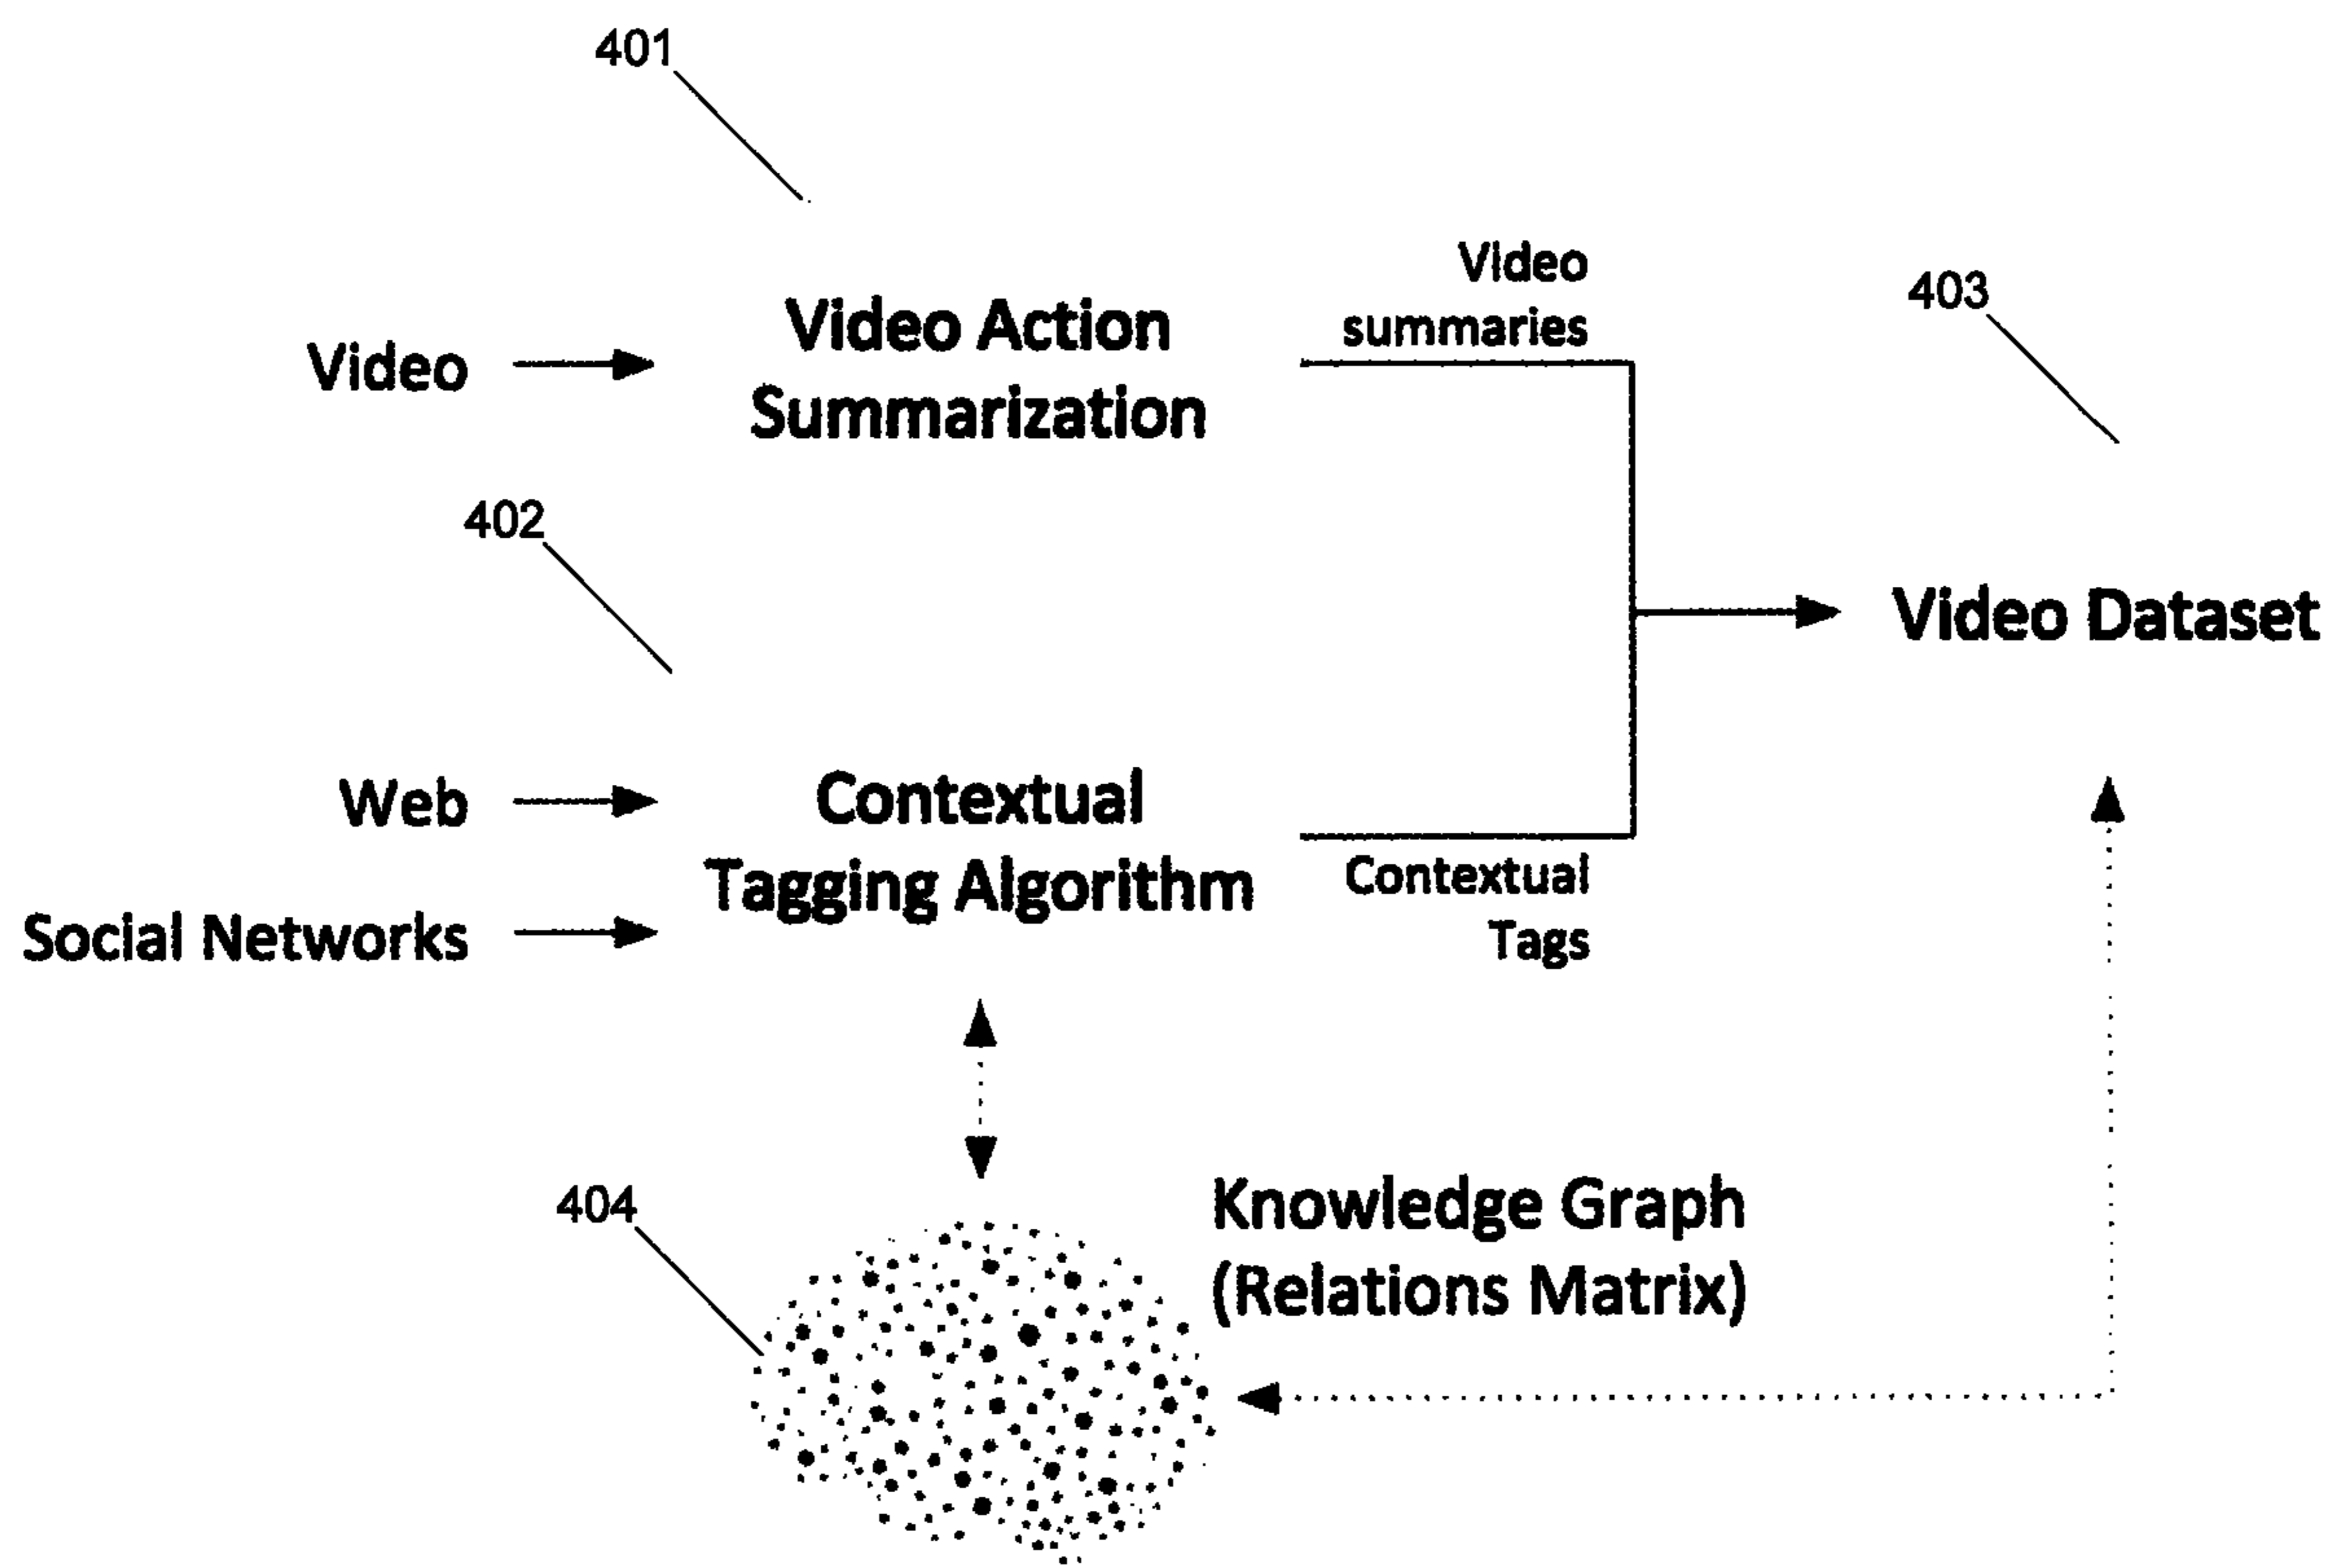 401
Video
summaries
403
Video Action
Summarization
Video
402
Video Dataset
Web
Contextual
Tagging Algorithm
Social Networks
Contextual
Tags
404
Knowledge Graph
(Relations Matrix)